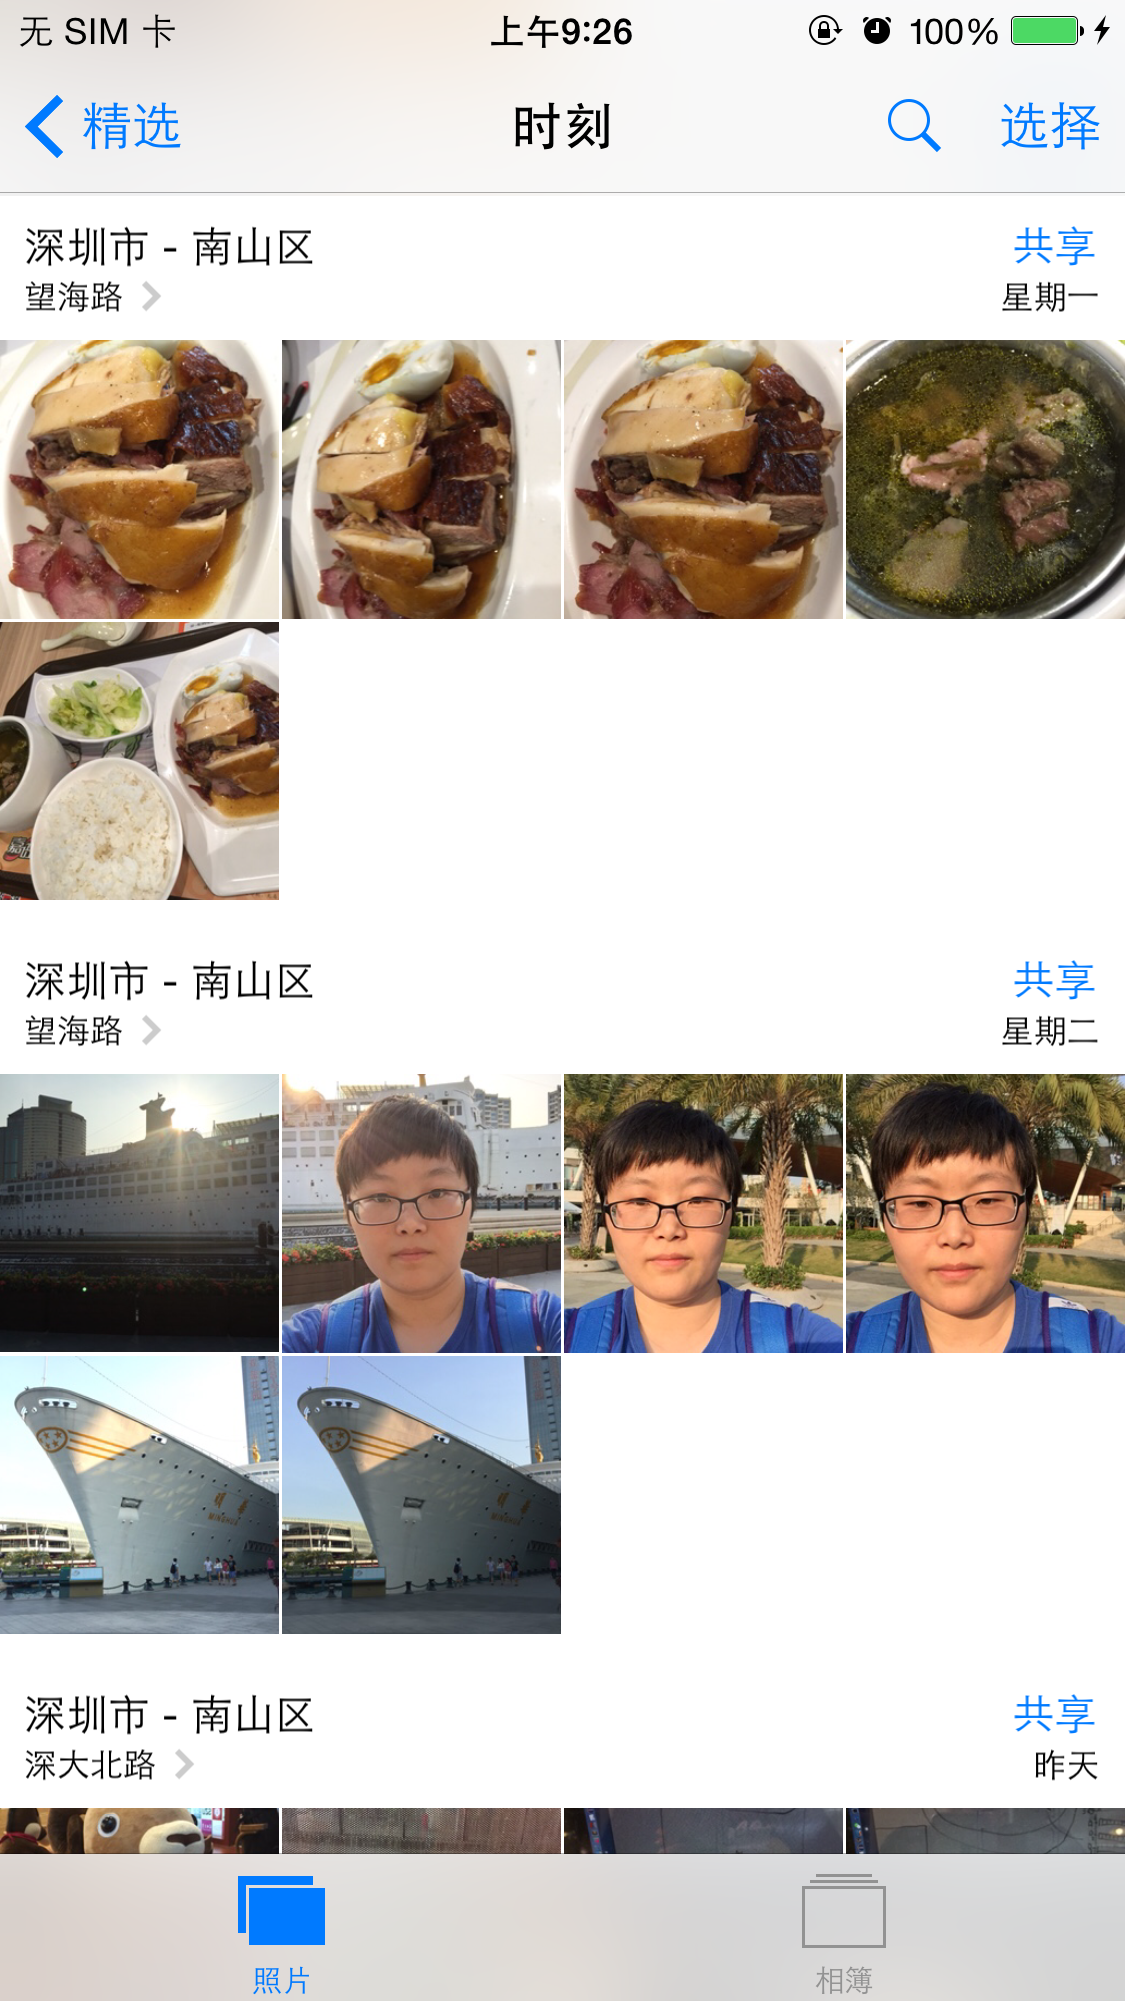 无 SIM 卡
上午9:26
100%
精选
时刻
选择
深圳市 - 南山区
共享
望海路
星期一
深圳市 - 南山区
共享
望海路
星期二
MINGHUA
深圳市 - 南山区
共享
深大北路
昨天
照片
相簿